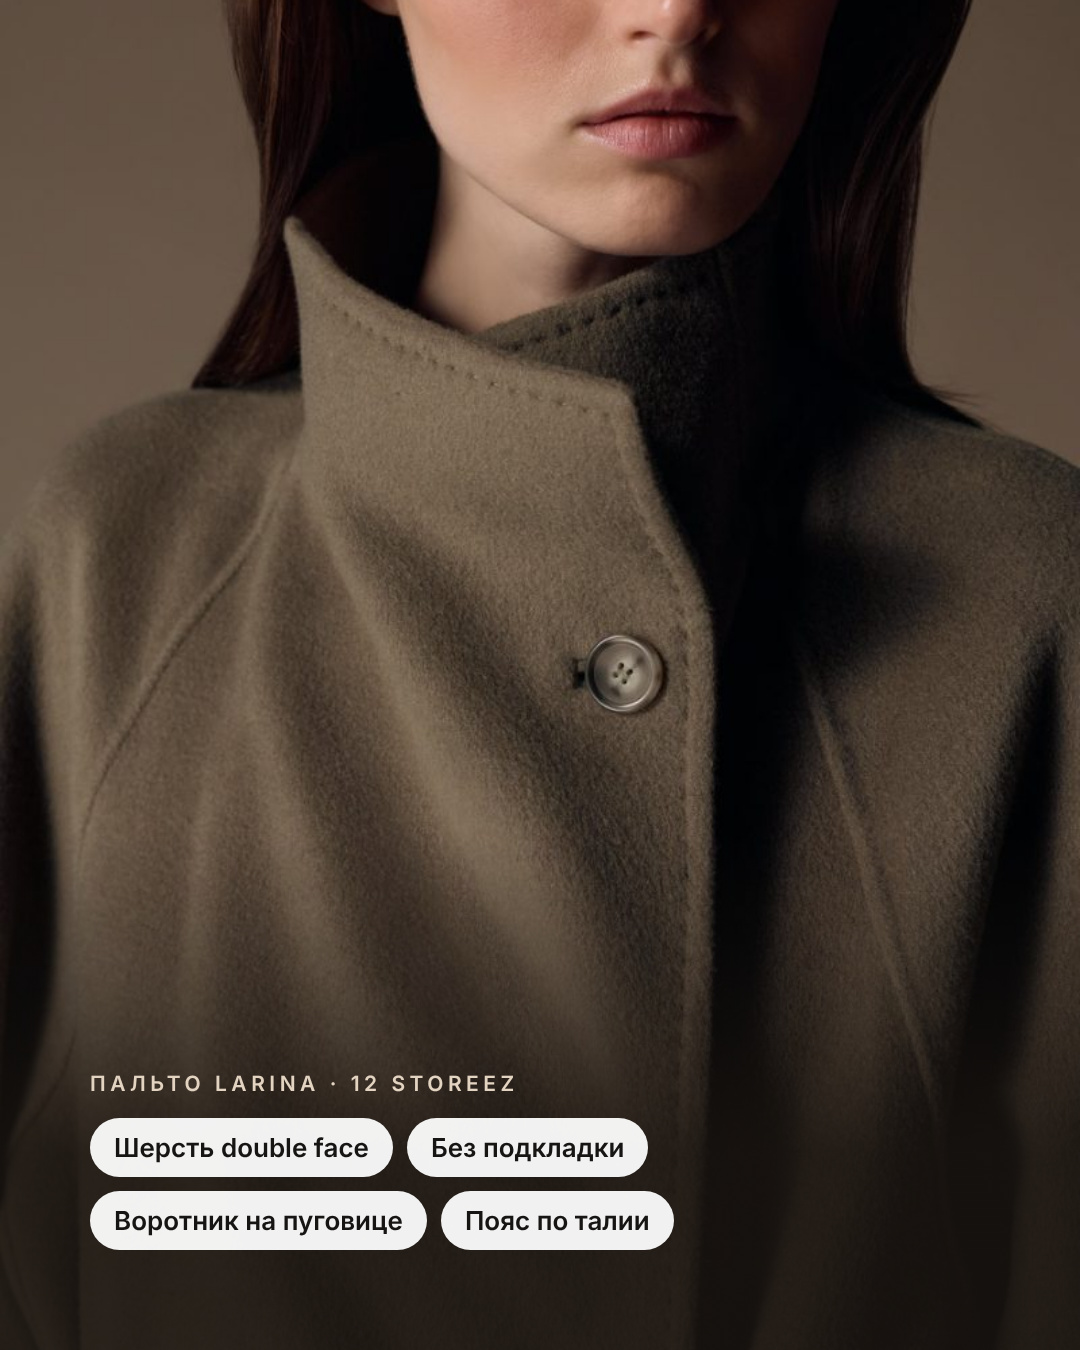 ПАЛЬТО LARINA · 12 STOREEZ
Шерсть double face
Без подкладки
Воротник на пуговице
Пояс по талии